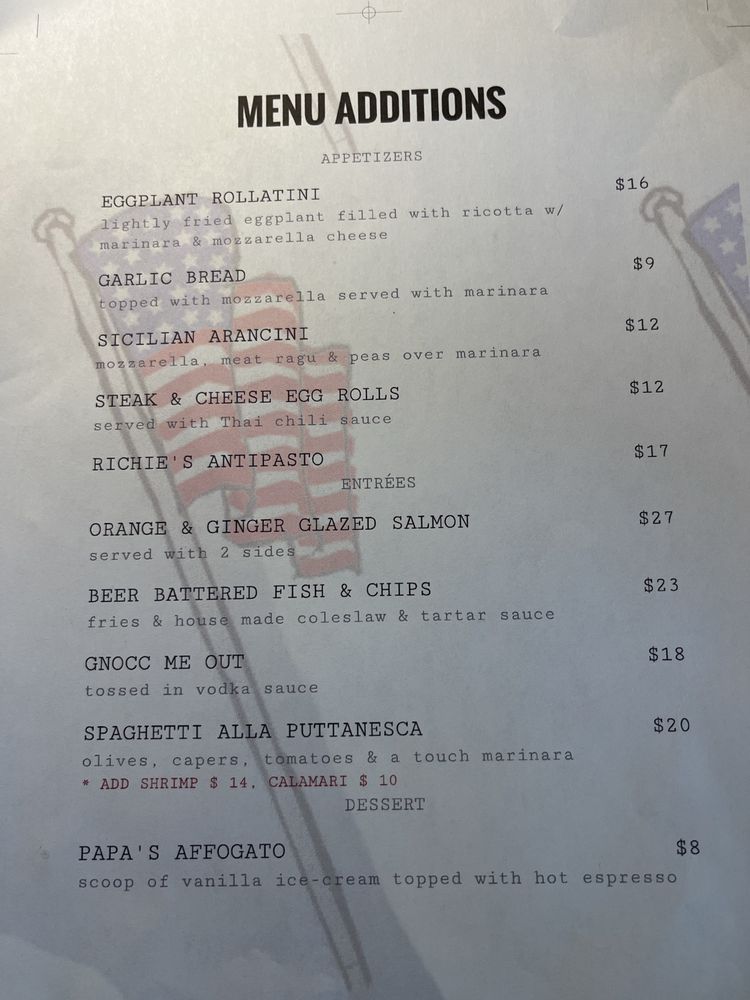 MENU ADDITIONS
APPETIZERS
EGGPLANT ROLLATINI $16
lightly fried eggplant filled with ricotta w/
marinara & mozzarella cheese
GARLIC BREAD $9
topped with mozzarella served with marinara
SICILIAN ARANCINI $12
mozzarella, meat ragu & peas over marinara
STEAK & CHEESE EGG ROLLS $12
served with Thai chili sauce
RICHIE'S ANTIPASTO $17
ENTRÉES
ORANGE & GINGER GLAZED SALMON $27
served with 2 sides
BEER BATTERED FISH & CHIPS $23
fries & house made coleslaw & tartar sauce
GNOCC ME OUT $18
tossed in vodka sauce
SPAGHETTI ALLA PUTTANESCA $20
olives, capers, tomatoes & a touch marinara
* ADD SHRIMP $ 14, CALAMARI $ 10
DESSERT
PAPA'S AFFOGATO $8
scoop of vanilla ice-cream topped with hot espresso